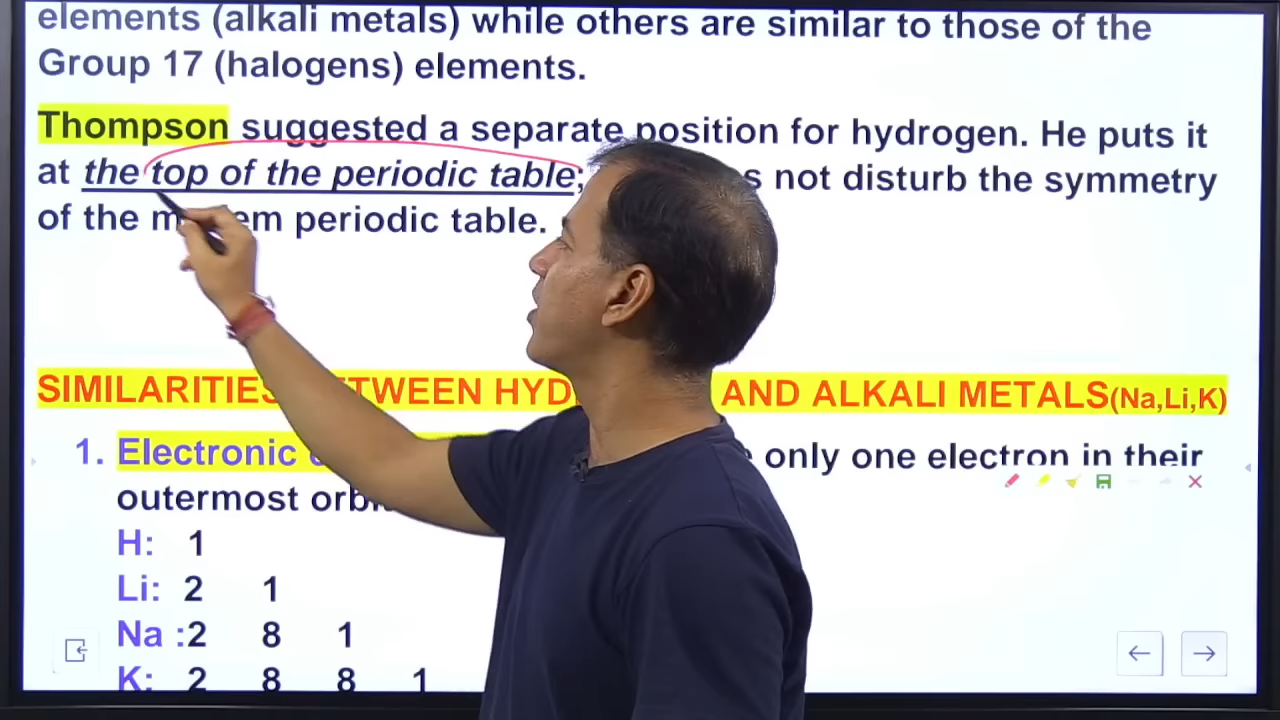 elements (alkali metals) while others are similar to those of the
Group 17 (halogens) elements.
Thompson suggested a separate position for hydrogen. He puts it
at the top of the periodic table; not disturb the symmetry
of the periodic table.
SIMILARITIES AND ALKALI METALS(Na,Li,K)
1. Electronic only one electron in their
outermost
H: 1
Li: 2 1
Na :2 8 1
K: 2 8 8 1